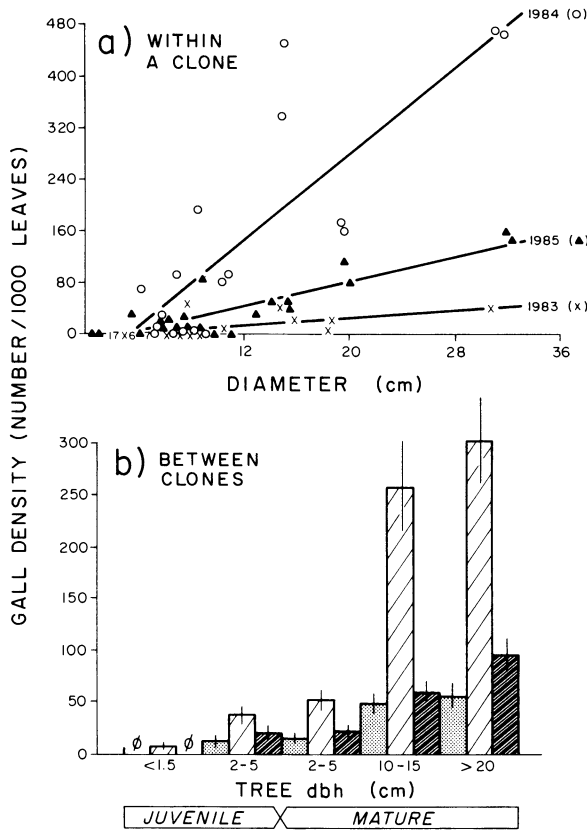 GALL DENSITY (NUMBER/1000 LEAVES)
a) WITHIN
A CLONE
1984 (O)
1985 (▲)
1983 (x)
480
400
320
240
160
80
0
17 x 6
4 12 20 28 36
DIAMETER (cm)
b) BETWEEN
CLONES
300
250
200
150
100
50
0
ϕ ϕ
<1.5 2-5 2-5 10-15 >20
TREE dbh (cm)
JUVENILE MATURE